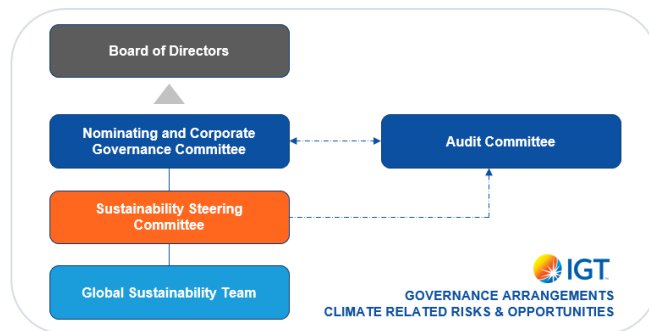 Board of Directors
Nominating and Corporate
Governance Committee
Audit Committee
Sustainability Steering
Committee
Global Sustainability Team
IGT
GOVERNANCE ARRANGEMENTS
CLIMATE RELATED RISKS & OPPORTUNITIES